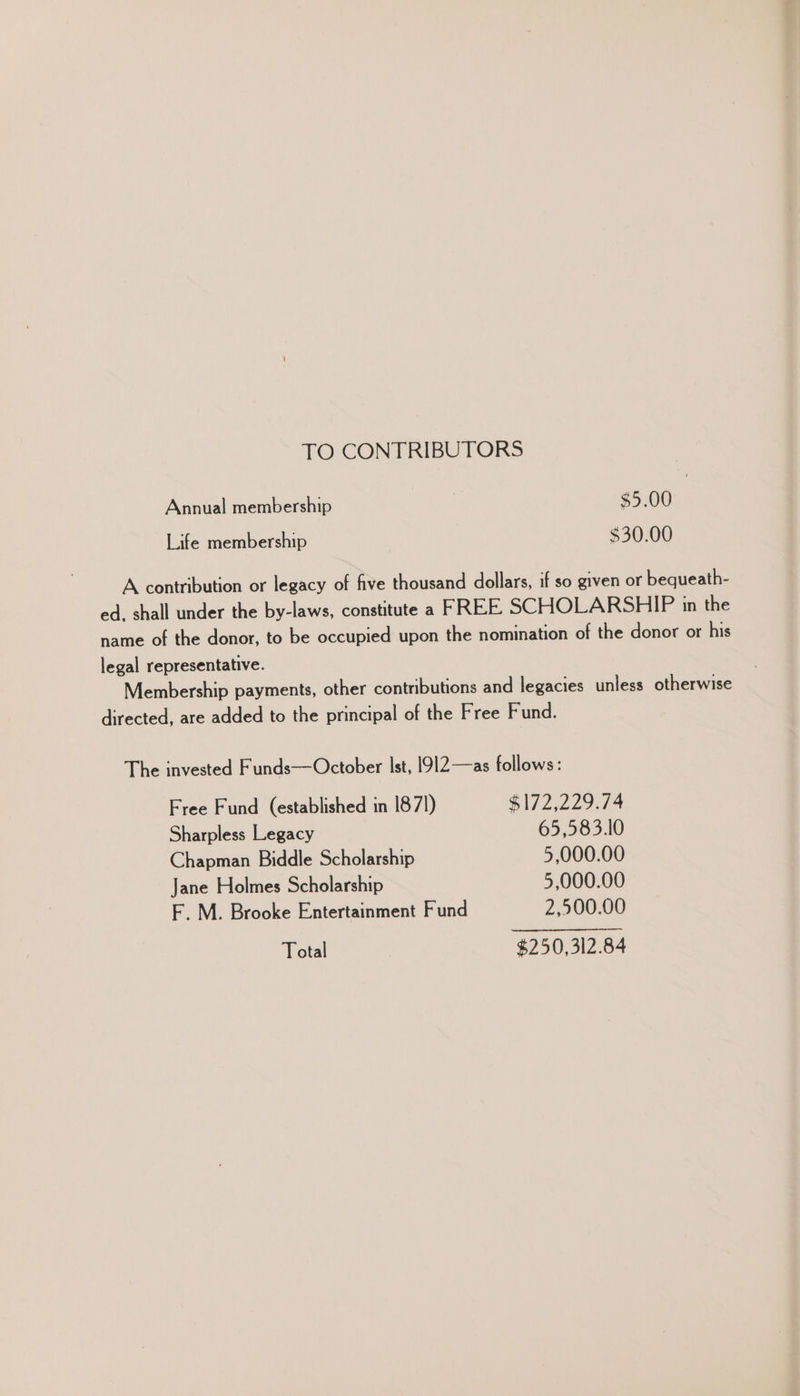 TO CONTRIBUTORS
Annual membership $5.00
Life membership $30.00
A contribution or legacy of five thousand dollars, if so given or bequeath-
ed, shall under the by-laws, constitute a FREE SCHOLARSHIP in the
name of the donor, to be occupied upon the nomination of the donor or his
legal representative.
Membership payments, other contributions and legacies unless otherwise
directed, are added to the principal of the Free Fund.
The invested Funds—October 1st, 1912—as follows:
Free Fund (established in 1871) $172,229.74
Sharpless Legacy 65,583.10
Chapman Biddle Scholarship 5,000.00
Jane Holmes Scholarship 5,000.00
F. M. Brooke Entertainment Fund 2,500.00
Total $250,312.84